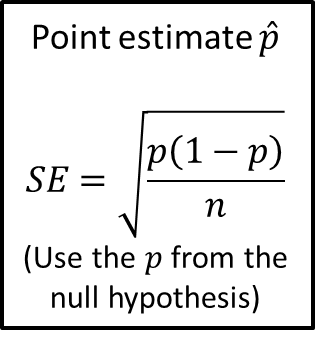 Point estimate p̂
SE = √(p(1 − p)/n)
(Use the p from the
null hypothesis)